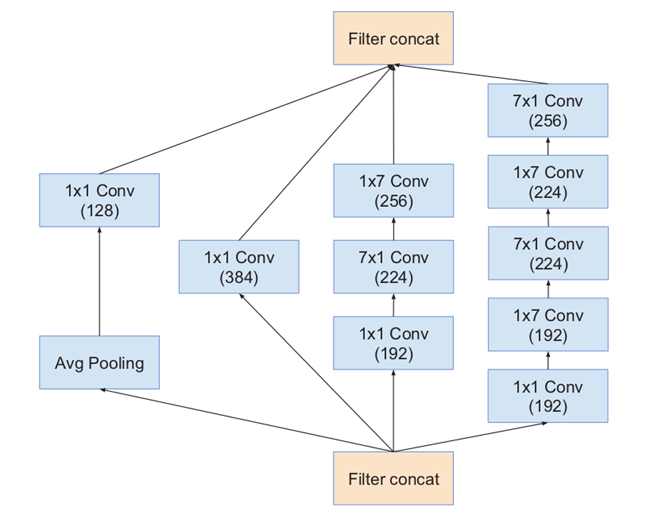 Filter concat
7x1 Conv
(256)
1x7 Conv
(224)
7x1 Conv
(224)
1x7 Conv
(192)
1x1 Conv
(192)
1x7 Conv
(256)
7x1 Conv
(224)
1x1 Conv
(192)
1x1 Conv
(384)
1x1 Conv
(128)
Avg Pooling
Filter concat